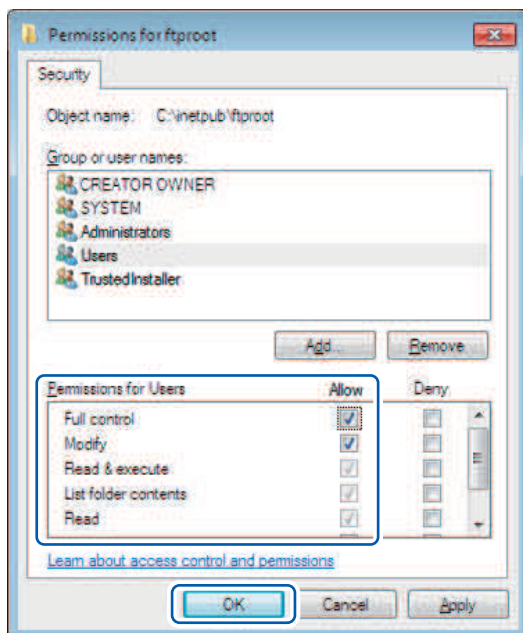 Permissions for ftproot
Security
Object name: C:\inetpub\ftproot
Group or user names:
CREATOR OWNER
SYSTEM
Administrators
Users
TrustedInstaller
Add... Remove
Permissions for Users Allow Deny
Full control
Modify
Read & execute
List folder contents
Read
Learn about access control and permissions
OK Cancel Apply